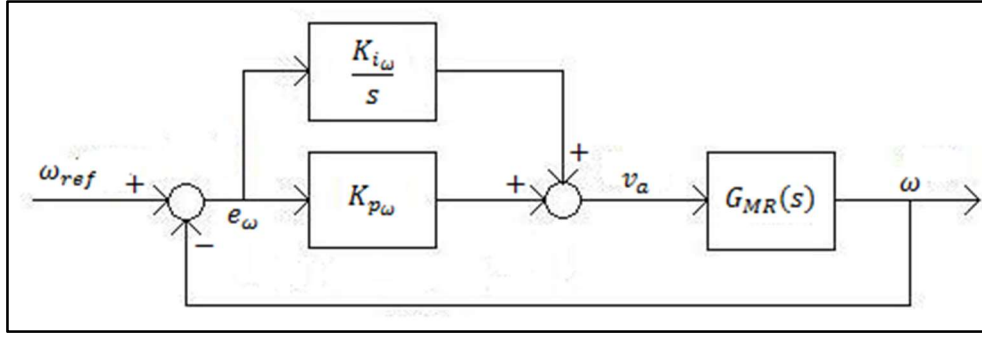 K_{i_ω}
s
+
ω_{ref} + K_{p_ω} + v_a G_{MR}(s) ω
e_ω
−